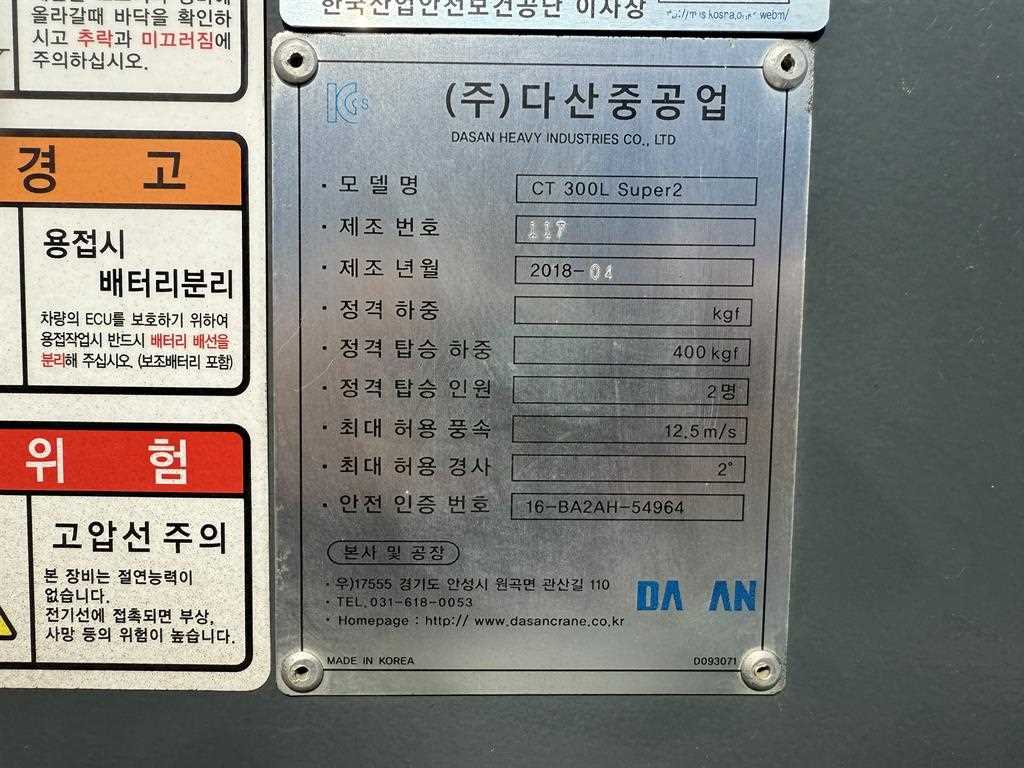 올라갈때 바닥을 확인하
시고 추락과 미끄러짐에
주의하십시오.
경 고
용접시
배터리분리
차량의 ECU를 보호하기 위하여
용접작업시 반드시 배터리 배선을
분리해 주십시오. (보조배터리 포함)
위 험
고압선 주의
본 장비는 절연능력이
없습니다.
전기선에 접촉되면 부상,
사망 등의 위험이 높습니다.
한국산업안전보건공단 이사장
KCs
(주)다산중공업
DASAN HEAVY INDUSTRIES CO., LTD
· 모델명 CT 300L Super2
· 제조 번호 117
· 제조 년월 2018-04
· 정격 하중 kgf
· 정격 탑승 하중 400kgf
· 정격 탑승 인원 2명
· 최대 허용 풍속 12.5m/s
· 최대 허용 경사 2°
· 안전 인증 번호 16-BA2AH-54964
본사 및 공장
· 우)17555 경기도 안성시 원곡면 관산길 110
· TEL.031-618-0053
· Homepage : http:// www.dasancrane.co.kr
DA AN
MADE IN KOREA
D093071